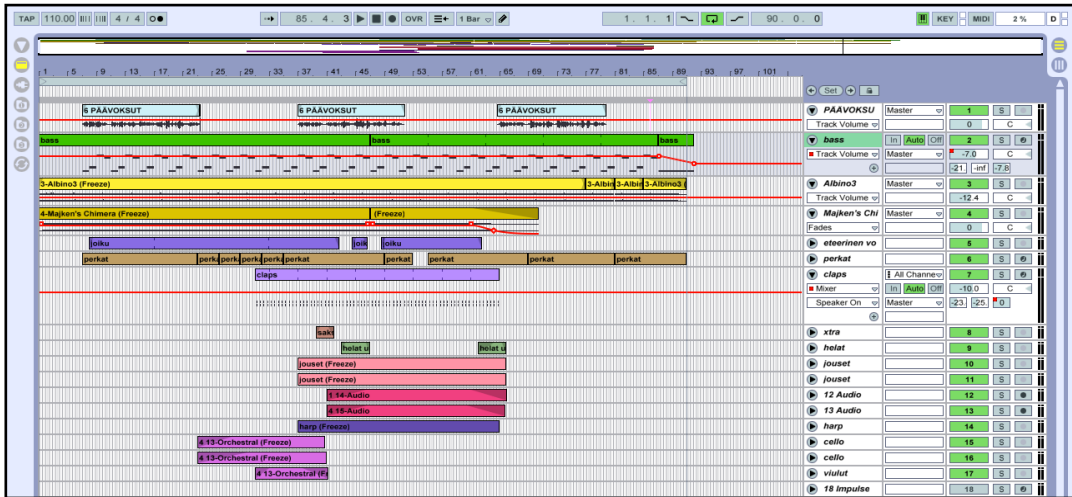 TAP 110.00 4 / 4 85. 4. 3 OVR 1 Bar 1. 1. 1 90. 0. 0 KEY MIDI 2 % D
1 5 9 13 17 21 25 29 33 37 41 45 49 53 57 61 65 69 73 77 81 85 89 93 97 101
Set
6 PÄÄVOKSUT 6 PÄÄVOKSUT 6 PÄÄVOKSUT PÄÄVOKSU Master 1 S
Track Volume 0 C
bass bass bass bass In Auto Off 2 S
Track Volume Master -7.0 C
-21. -inf -7.8
3-Albino3 (Freeze) 3-Albin 3-Albin 3-Albino3 ( Albino3 Master 3 S
Track Volume -12.4 C
4-Majken's Chimera (Freeze) (Freeze) Majken's Chi Master 4 S
Fades 0 C
joiku joik joiku eteerinen vo 5 S
perkat perk perk perk perk perkat perkat perkat perkat perkat perkat 6 S
claps claps All Channe 7 S
Mixer In Auto Off -10.0 C
Speaker On Master -23. -25. 0
saks xtra 8 S
helat u helat u helat 9 S
jouset (Freeze) jouset 10 S
jouset (Freeze) jouset 11 S
1 14-Audio 12 Audio 12 S
4 15-Audio 13 Audio 13 S
harp (Freeze) harp 14 S
4 13-Orchestral (Freeze) cello 15 S
4 13-Orchestral (Freeze) cello 16 S
4 13-Orchestral (F viulut 17 S
18 Impulse 18 S